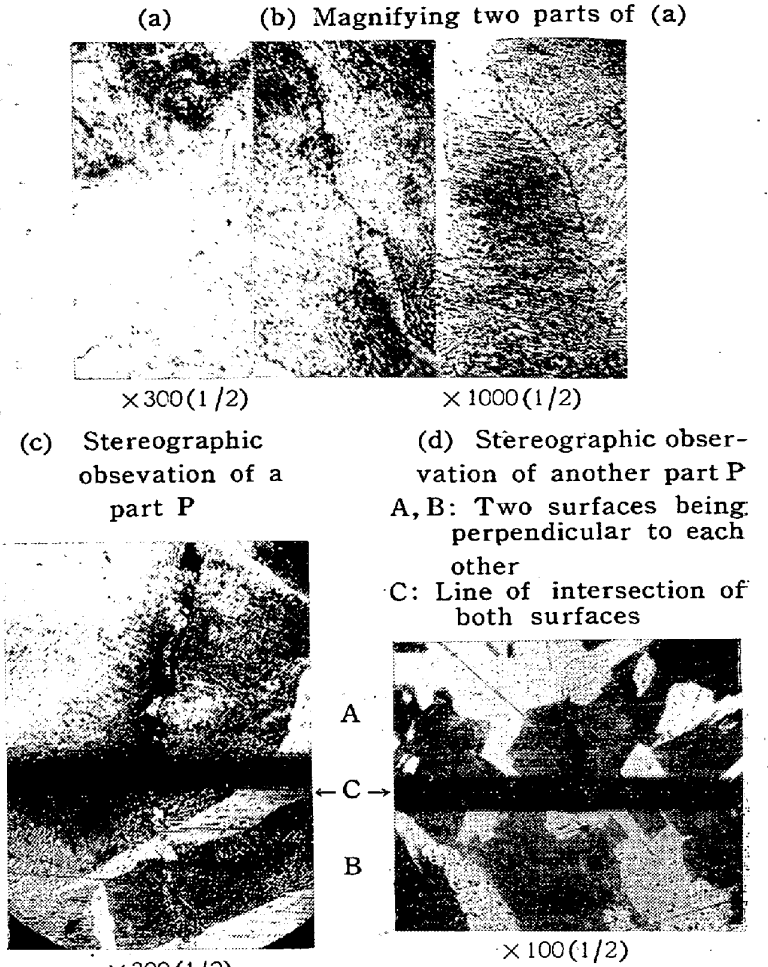 (a) (b) Magnifying two parts of (a)
×300(1/2) ×1000(1/2)
(c) Stereographic
obsevation of a
part P
(d) Stereographic obser-
vation of another part P
A, B: Two surfaces being
perpendicular to each
other
C: Line of intersection of
both surfaces
A
←C→
B
×100(1/2)